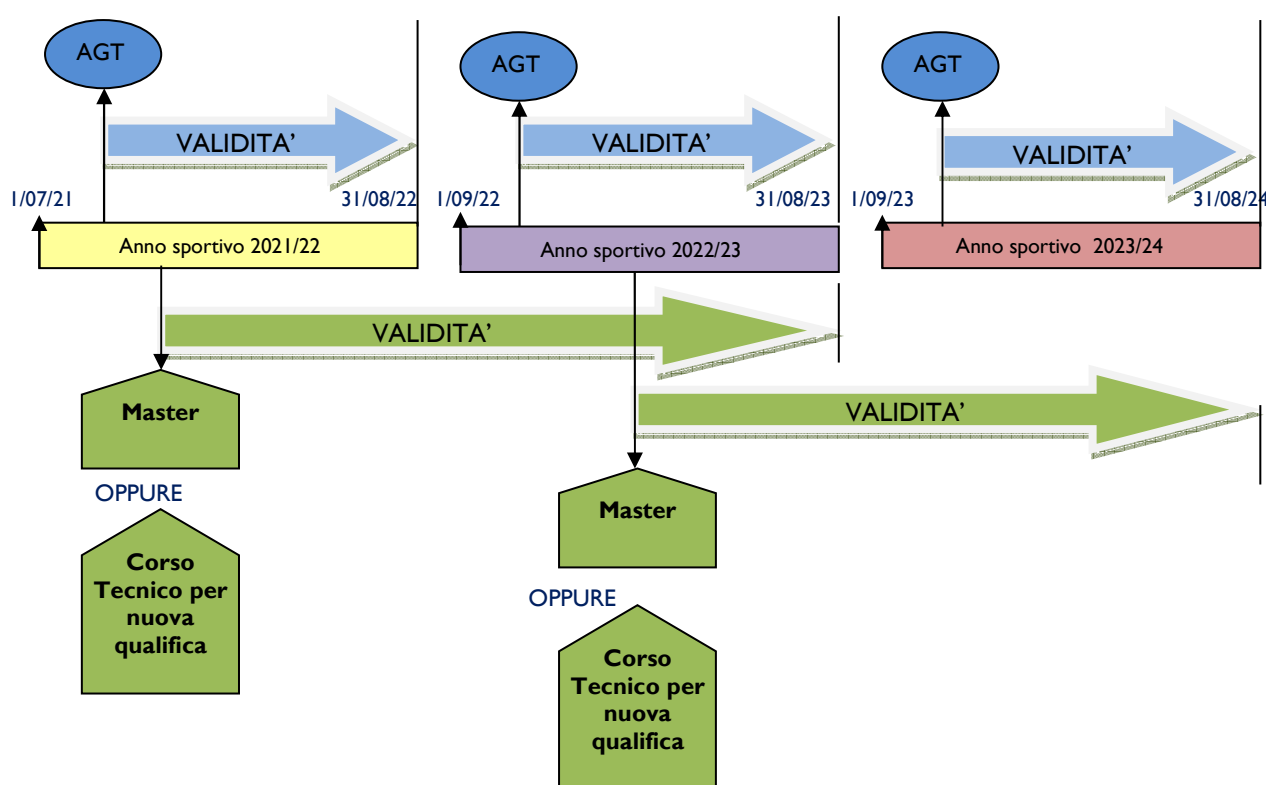 AGT
AGT
AGT
VALIDITA’
VALIDITA’
VALIDITA’
1/07/21
31/08/22
1/09/22
31/08/23
1/09/23
31/08/24
Anno sportivo 2021/22
Anno sportivo 2022/23
Anno sportivo 2023/24
VALIDITA’
Master
VALIDITA’
OPPURE
Master
Corso
Tecnico per
nuova
qualifica
OPPURE
Corso
Tecnico per
nuova
qualifica